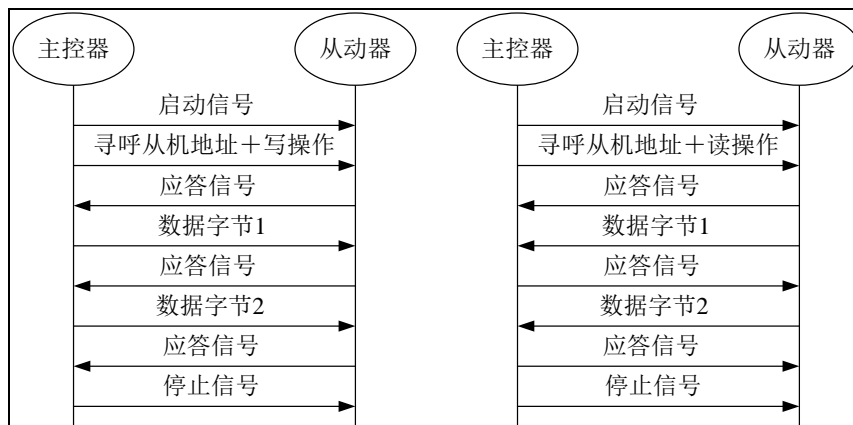 主控器
从动器
启动信号
寻呼从机地址＋写操作
应答信号
数据字节1
应答信号
数据字节2
应答信号
停止信号
主控器
从动器
启动信号
寻呼从机地址＋读操作
应答信号
数据字节1
应答信号
数据字节2
应答信号
停止信号